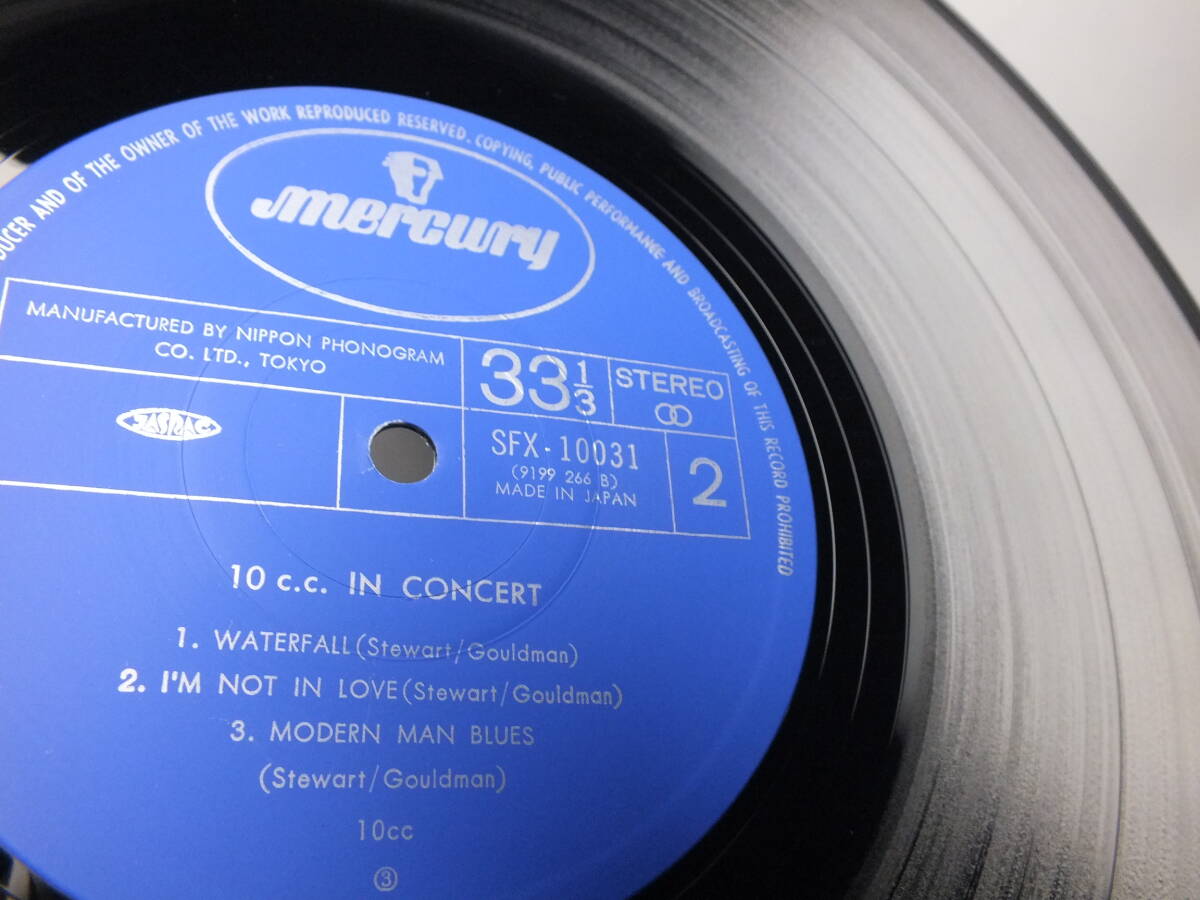 DUCER AND OF THE OWNER OF THE WORK REPRODUCED RESERVED. COPYING, PUBLIC PERFORMANCE AND BROADCASTING OF THIS RECORD PROHIBITED
mercury
MANUFACTURED BY NIPPON PHONOGRAM
CO. LTD., TOKYO
33 1/3
STEREO
JASRAC
SFX-10031
(9199 266 B)
MADE IN JAPAN
2
10 c.c. IN CONCERT
1. WATERFALL (Stewart/Gouldman)
2. I'M NOT IN LOVE (Stewart/Gouldman)
3. MODERN MAN BLUES
(Stewart/Gouldman)
10cc
③